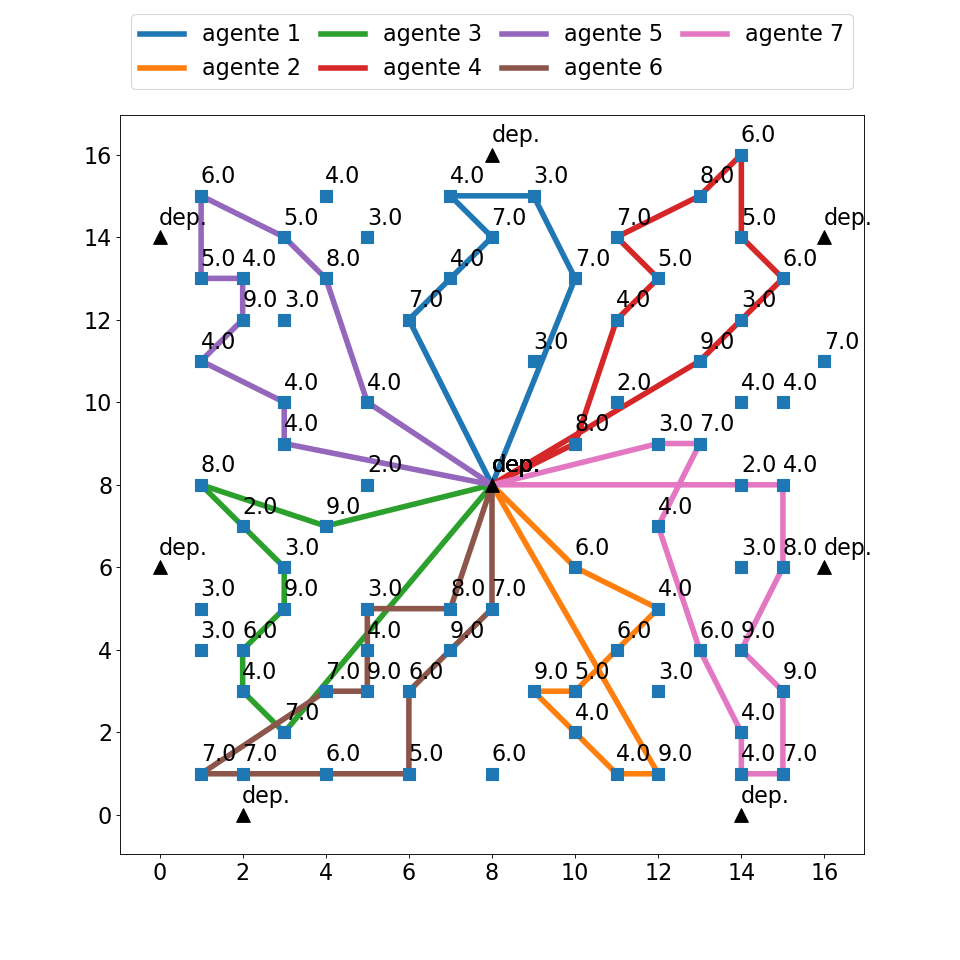 agente 1 agente 3 agente 5 agente 7
agente 2 agente 4 agente 6
dep. 6.0
6.0 4.0 4.0 3.0 8.0
dep. 5.0 3.0 7.0 7.0 5.0 dep.
5.0 4.0 8.0 4.0 7.0 5.0 6.0
9.0 3.0 7.0 4.0 3.0
4.0 3.0 9.0 7.0
4.0 4.0 2.0 4.0 4.0
4.0 8.0 3.0 7.0
8.0 2.0 dep. 2.0 4.0
2.0 9.0 4.0
dep. 3.0 6.0 3.0 8.0 dep.
3.0 9.0 3.0 8.0 7.0 4.0
3.0 6.0 4.0 9.0 6.0 6.0 9.0
4.0 7.0 9.0 6.0 9.0 5.0 3.0 9.0
7.0 4.0 4.0
7.0 7.0 6.0 5.0 6.0 4.0 9.0 4.0 7.0
dep. dep.
16
14
12
10
8
6
4
2
0
0 2 4 6 8 10 12 14 16